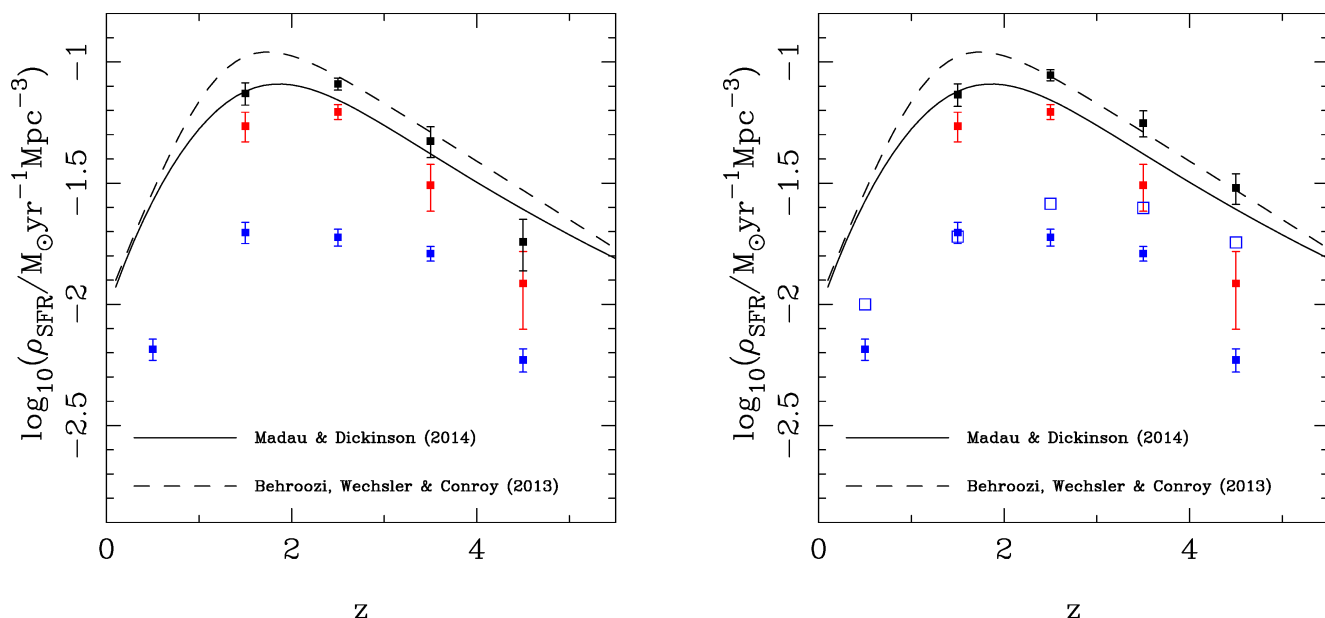 log₁₀(ρ_SFR/M⊙yr⁻¹Mpc⁻³)
−1
−1.5
−2
−2.5
Madau & Dickinson (2014)
Behroozi, Wechsler & Conroy (2013)
0
2
4
z
log₁₀(ρ_SFR/M⊙yr⁻¹Mpc⁻³)
−1
−1.5
−2
−2.5
Madau & Dickinson (2014)
Behroozi, Wechsler & Conroy (2013)
0
2
4
z